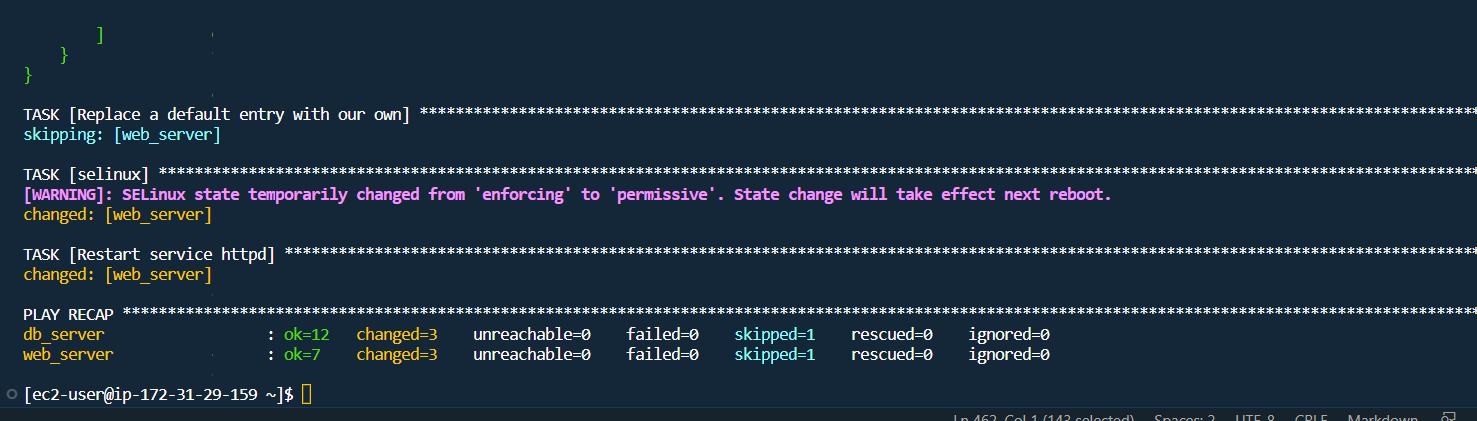 ]
}
}
TASK [Replace a default entry with our own] **********************************************************************************************************************
skipping: [web_server]
TASK [selinux] **************************************************************************************************************************************************
[WARNING]: SELinux state temporarily changed from 'enforcing' to 'permissive'. State change will take effect next reboot.
changed: [web_server]
TASK [Restart service httpd] ************************************************************************************************************************************
changed: [web_server]
PLAY RECAP ******************************************************************************************************************************************************
db_server : ok=12 changed=3 unreachable=0 failed=0 skipped=1 rescued=0 ignored=0
web_server : ok=7 changed=3 unreachable=0 failed=0 skipped=1 rescued=0 ignored=0
[ec2-user@ip-172-31-29-159 ~]$
Ln 462, Col 1 (143 selected) Spaces: 2 UTF-8 CRLF Markdown